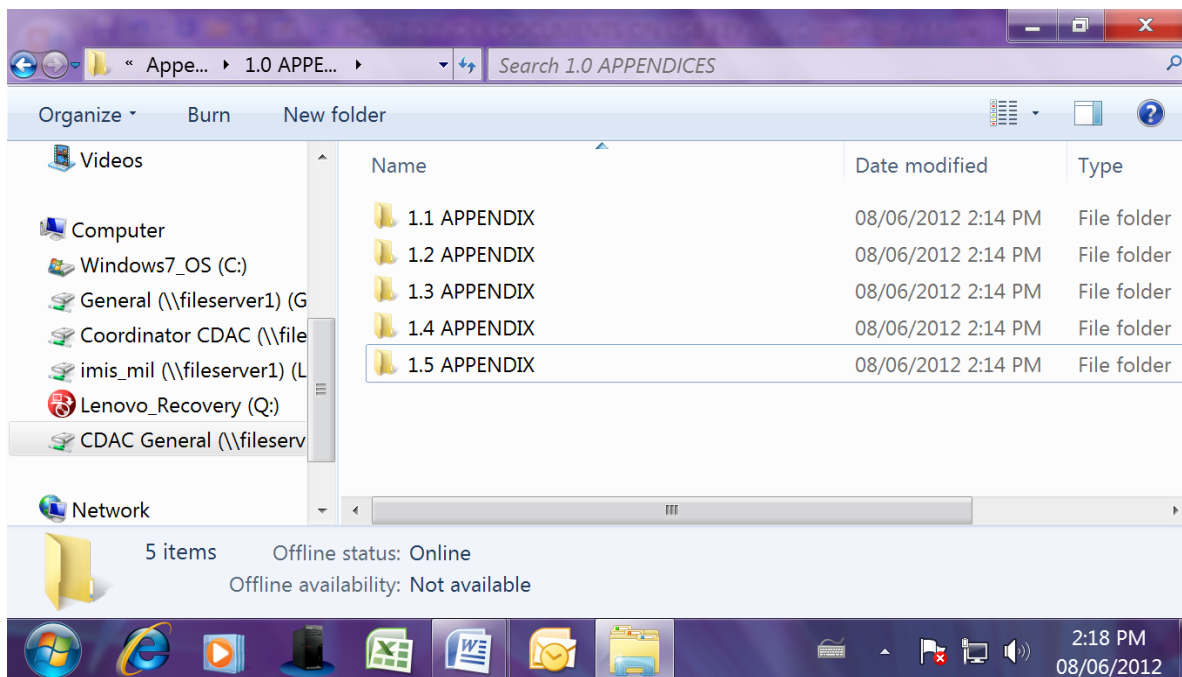 « Appe... 1.0 APPE... Search 1.0 APPENDICES
Organize Burn New folder
Videos
Computer
Windows7_OS (C:)
General (\\fileserver1) (G
Coordinator CDAC (\\file
imis_mil (\\fileserver1) (L
Lenovo_Recovery (Q:)
CDAC General (\\fileserv
Network
Name Date modified Type
1.1 APPENDIX 08/06/2012 2:14 PM File folder
1.2 APPENDIX 08/06/2012 2:14 PM File folder
1.3 APPENDIX 08/06/2012 2:14 PM File folder
1.4 APPENDIX 08/06/2012 2:14 PM File folder
1.5 APPENDIX 08/06/2012 2:14 PM File folder
5 items Offline status: Online
Offline availability: Not available
2:18 PM
08/06/2012